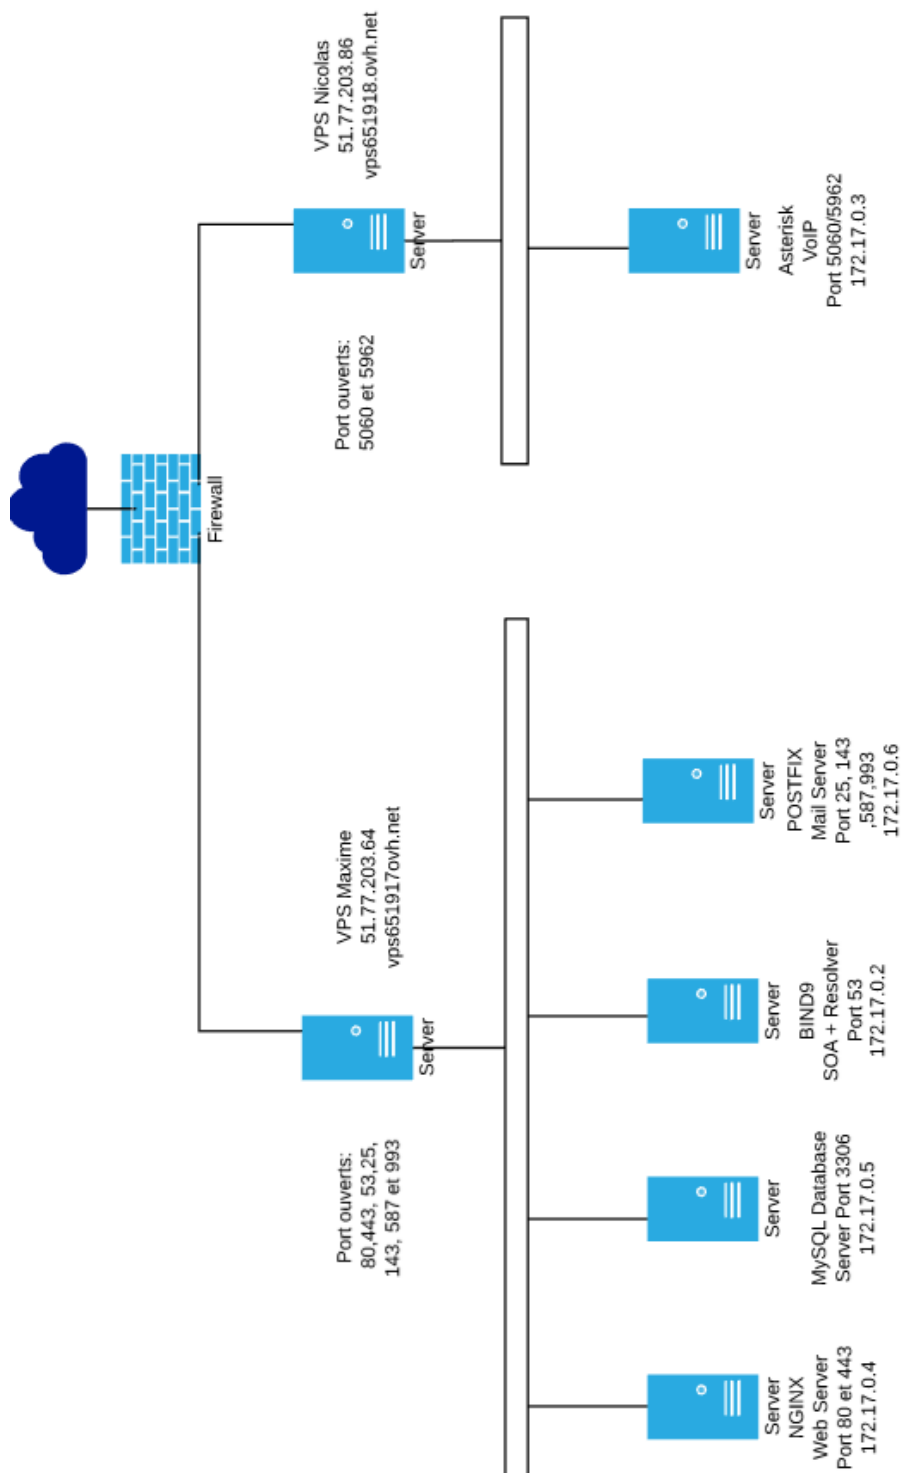 Firewall
VPS Maxime
51.77.203.64
vps651917ovh.net
Port ouverts:
80,443, 53,25,
143, 587 et 993
Server
VPS Nicolas
51.77.203.86
vps651918.ovh.net
Port ouverts:
5060 et 5962
Server
Server
NGINX
Web Server
Port 80 et 443
172.17.0.4
Server
MySQL Database
Server Port 3306
172.17.0.5
Server
BIND9
SOA + Resolver
Port 53
172.17.0.2
Server
POSTFIX
Mail Server
Port 25, 143
,587,993
172.17.0.6
Server
Asterisk
VoIP
Port 5060/5962
172.17.0.3